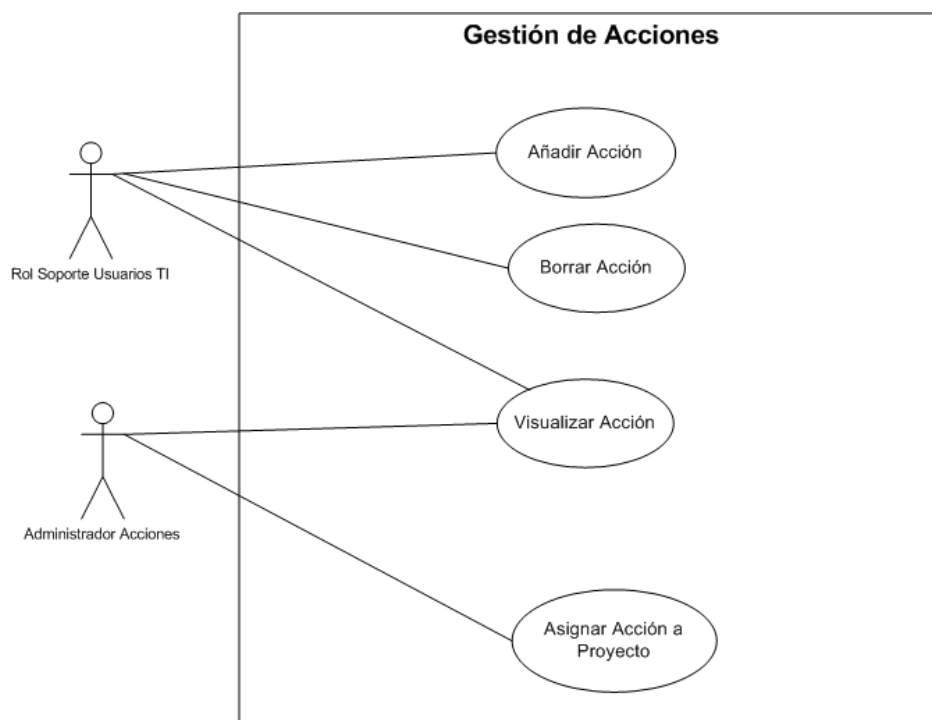 Gestión de Acciones
Añadir Acción
Rol Soporte Usuarios TI
Borrar Acción
Visualizar Acción
Administrador Acciones
Asignar Acción a
Proyecto